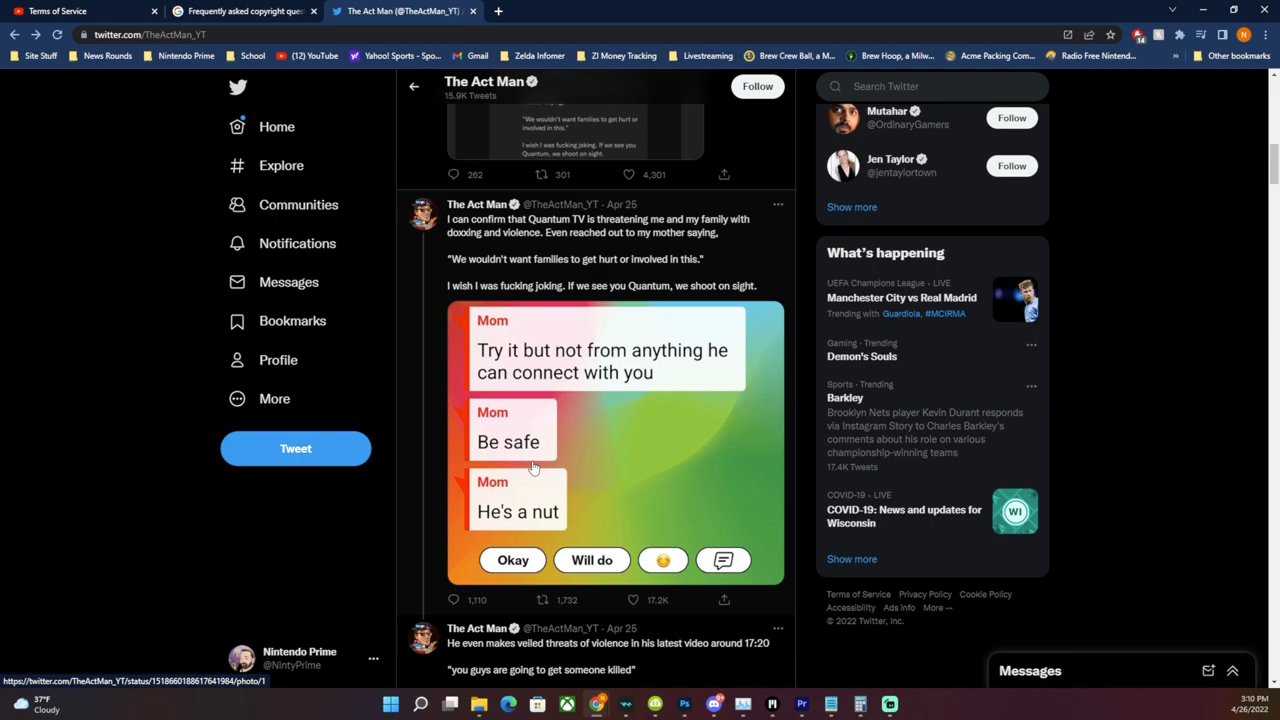 Terms of Service
Frequently asked copyright ques
The Act Man (@TheActMan_YT) /
twitter.com/TheActMan_YT
Site Stuff
News Rounds
Nintendo Prime
School
(12) YouTube
Yahoo! Sports - Spo...
Gmail
Zelda Infomer
ZI Money Tracking
Livestreaming
Brew Crew Ball, a M...
Brew Hoop, a Milw...
Acme Packing Com...
Radio Free Nintend...
Other bookmarks
14
N
The Act Man
15.9K Tweets
Follow
Home
Explore
Communities
Notifications
Messages
Bookmarks
Profile
More
Tweet
Nintendo Prime
@NintyPrime
"We wouldn't want families to get hurt or
involved in this."
I wish I was fucking joking. If we see you
Quantum, we shoot on sight.
262
301
4,301
The Act Man @TheActMan_YT · Apr 25
I can confirm that Quantum TV is threatening me and my family with
doxxing and violence. Even reached out to my mother saying,
"We wouldn't want families to get hurt or involved in this."
I wish I was fucking joking. If we see you Quantum, we shoot on sight.
Mom
Try it but not from anything he
can connect with you
Mom
Be safe
Mom
He's a nut
Okay
Will do
1,110
1,732
17.2K
The Act Man @TheActMan_YT · Apr 25
He even makes veiled threats of violence in his latest video around 17:20
"you guys are going to get someone killed"
Search Twitter
Mutahar
@OrdinaryGamers
Follow
Jen Taylor
@jentaylortown
Follow
Show more
What's happening
UEFA Champions League · LIVE
Manchester City vs Real Madrid
Trending with Guardiola, #MCIRMA
Gaming · Trending
Demon's Souls
Sports · Trending
Barkley
Brooklyn Nets player Kevin Durant responds
via Instagram Story to Charles Barkley's
comments about his role on various
championship-winning teams
17.4K Tweets
COVID-19 · LIVE
COVID-19: News and updates for
Wisconsin
WI
Show more
Terms of Service Privacy Policy Cookie Policy
Accessibility Ads info More ···
© 2022 Twitter, Inc.
Messages
https://twitter.com/TheActMan_YT/status/1518660188617641984/photo/1
37°F
Cloudy
3:10 PM
4/26/2022